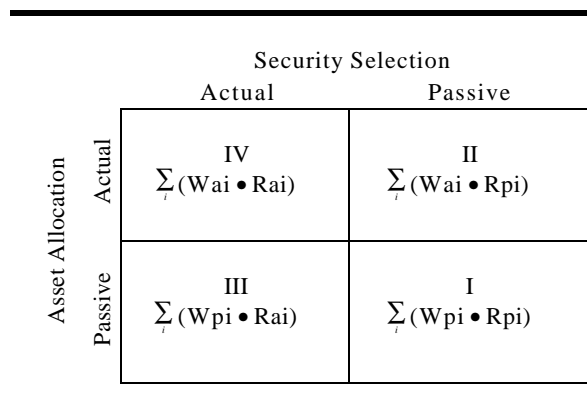 Security Selection
Actual Passive
Asset Allocation
Actual
IV II
∑i (Wai • Rai) ∑i (Wai • Rpi)
Passive
III I
∑i (Wpi • Rai) ∑i (Wpi • Rpi)